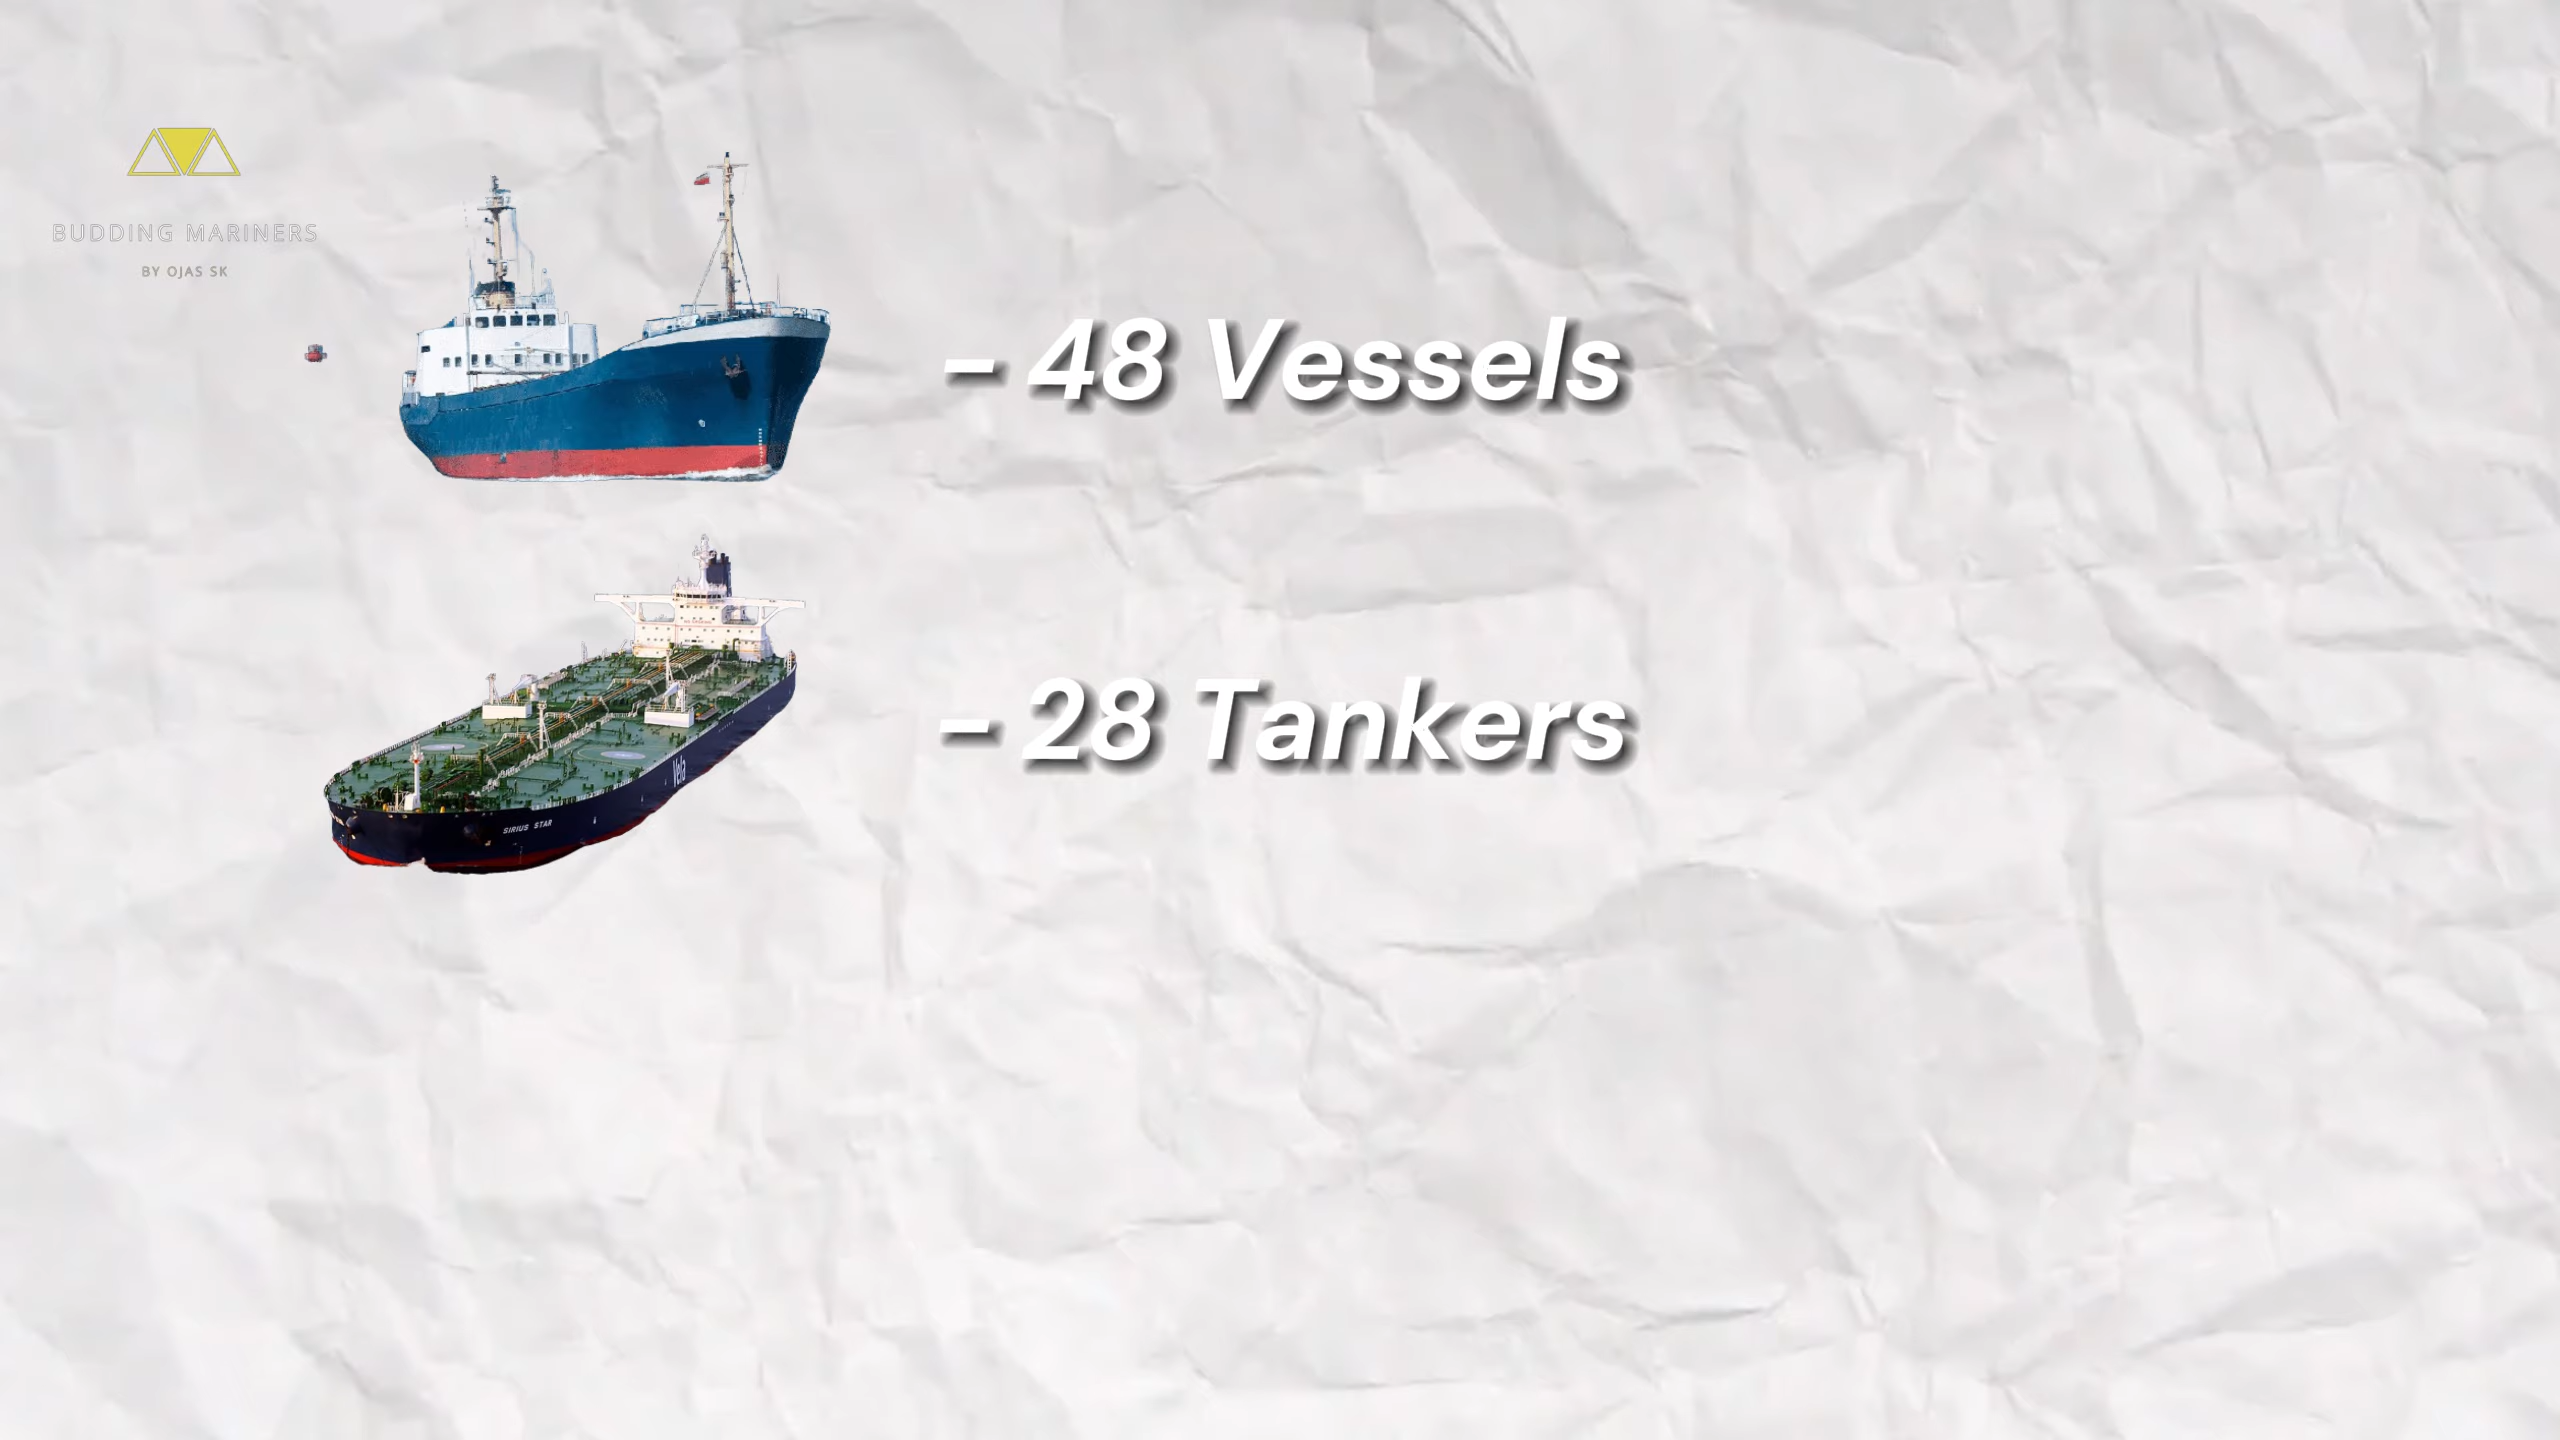 BUDDING MARINERS
BY OJAS SK
- 48 Vessels
- 28 Tankers
Vela
SIRIUS STAR